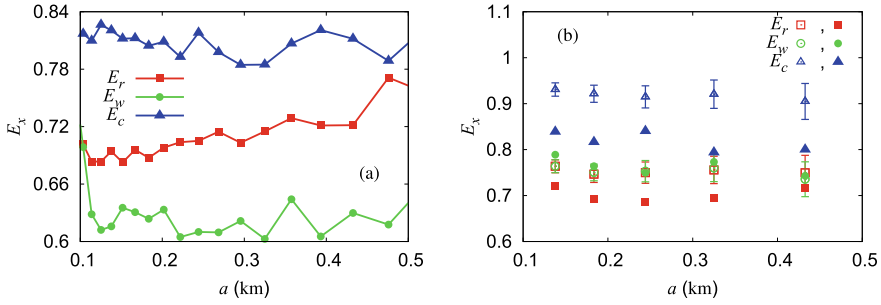 0.84
0.78
0.72
0.66
0.6
E_x
E_r
E_w
E_c
(a)
0.1 0.2 0.3 0.4 0.5
a (km)
(b)
1.1
1
0.9
0.8
0.7
0.6
E_x
E_r ,
E_w ,
E_c ,
0.1 0.2 0.3 0.4 0.5
a (km)